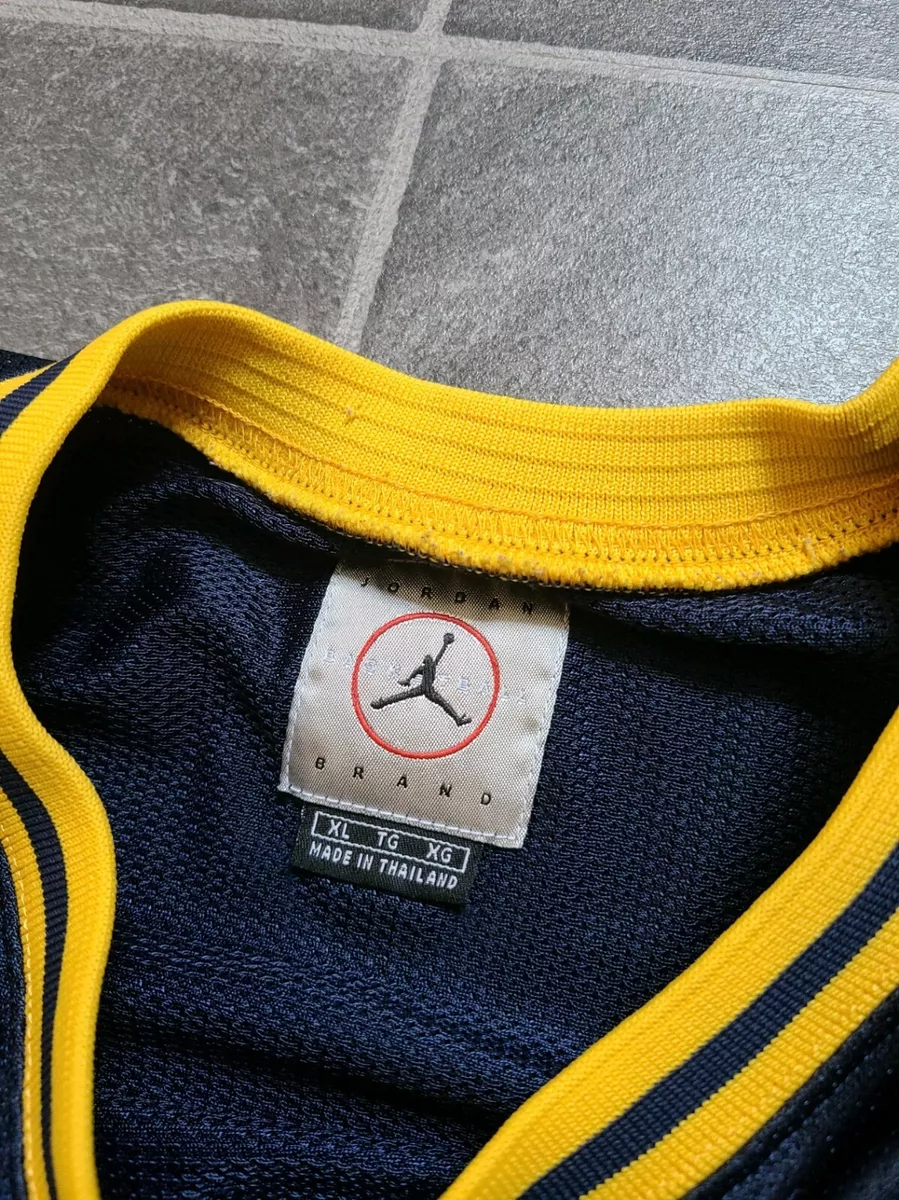 JORDAN
BASKETBALL
BRAND
XL TG XG
MADE IN THAILAND